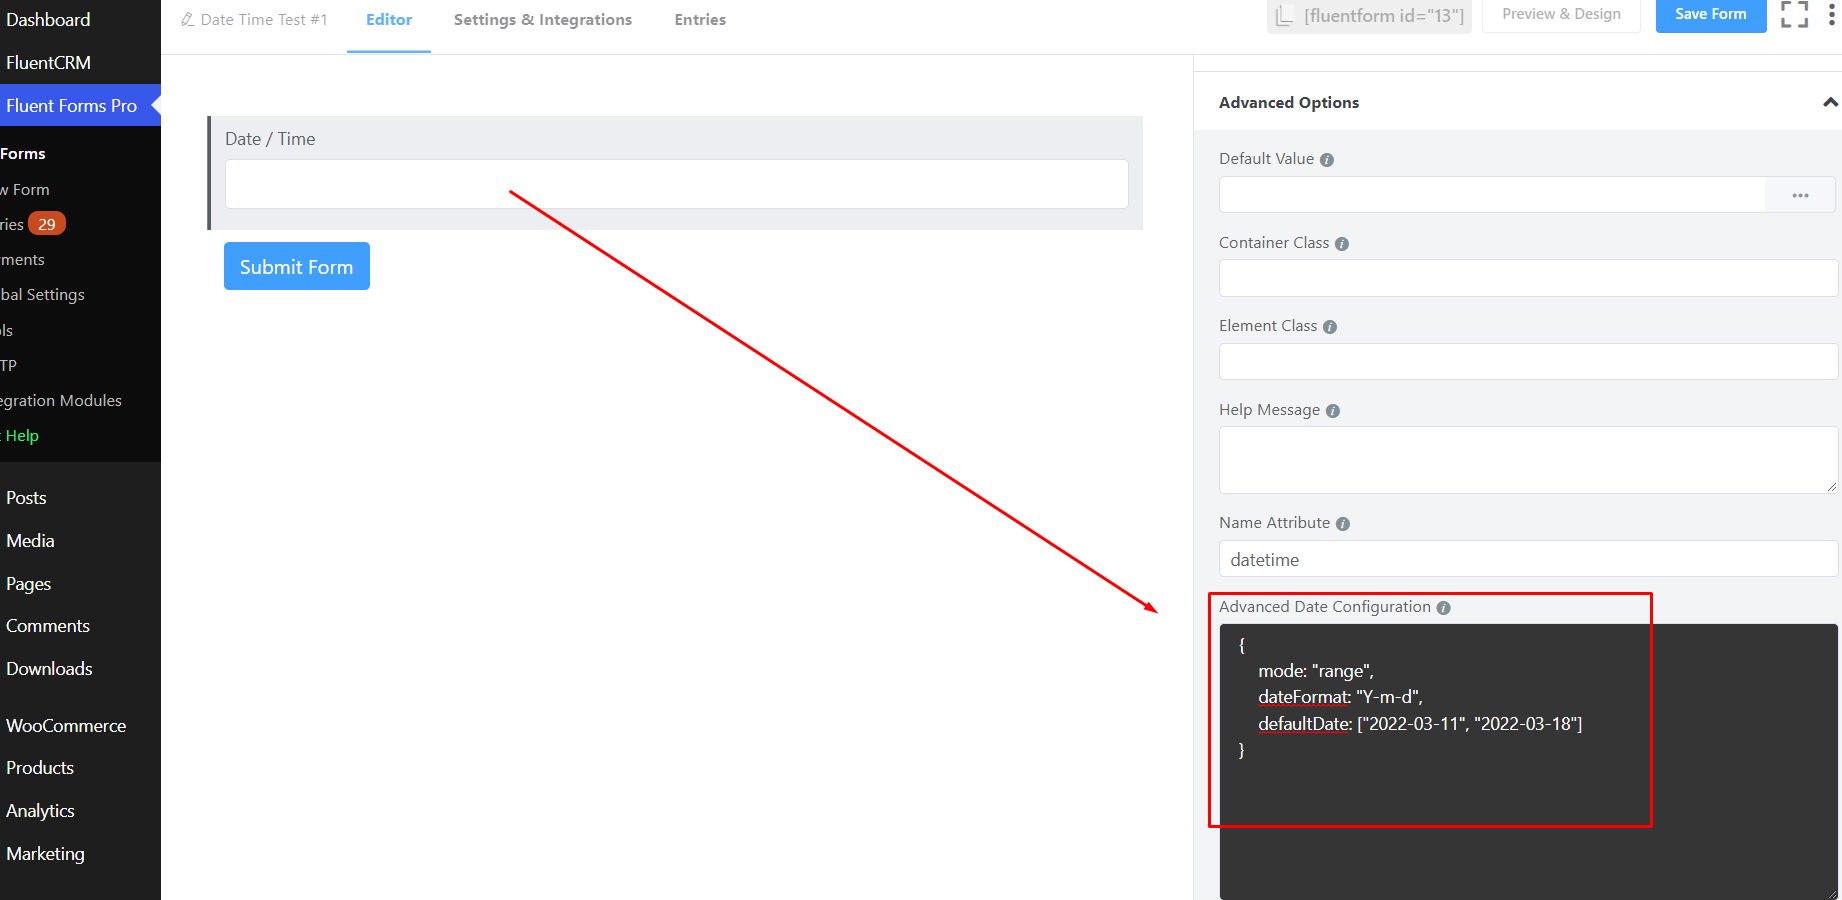 Dashboard
FluentCRM
Fluent Forms Pro
Forms
w Form
ries 29
ments
bal Settings
ls
TP
egration Modules
t Help
Posts
Media
Pages
Comments
Downloads
WooCommerce
Products
Analytics
Marketing
Date Time Test #1
Editor
Settings & Integrations
Entries
[fluentform id="13"]
Preview & Design
Save Form
Date / Time
Submit Form
Advanced Options
Default Value
Container Class
Element Class
Help Message
Name Attribute
datetime
Advanced Date Configuration
{
mode: "range",
dateFormat: "Y-m-d",
defaultDate: ["2022-03-11", "2022-03-18"]
}